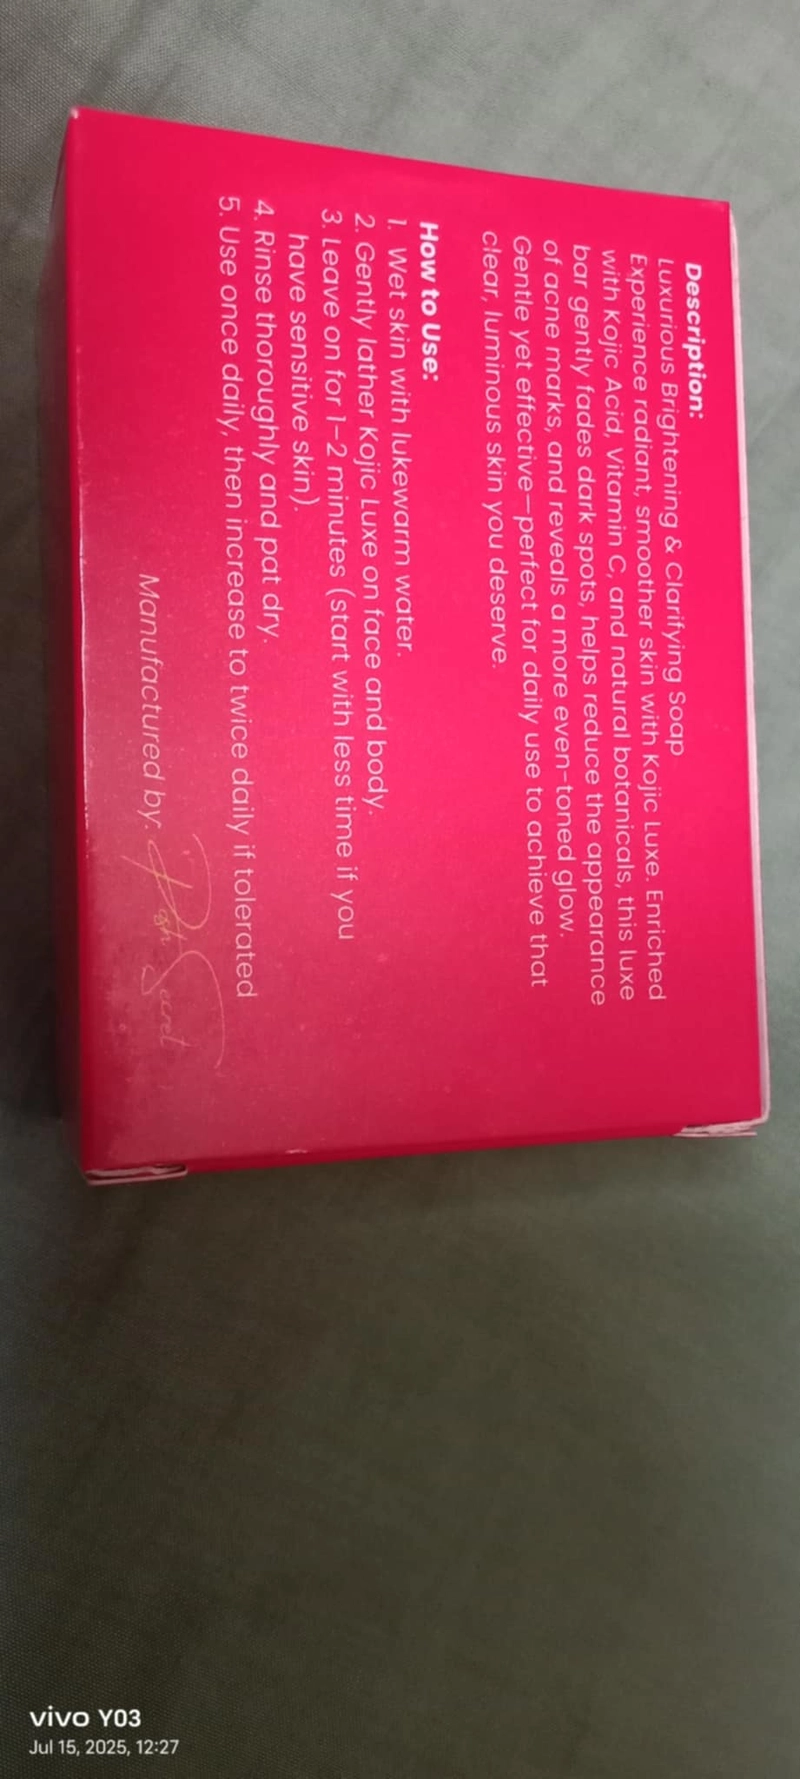 Description:
Luxurious Brightening & Clarifying Soap
Experience radiant, smoother skin with Kojic Luxe. Enriched
with Kojic Acid, Vitamin C, and natural botanicals, this luxe
bar gently fades dark spots, helps reduce the appearance
of acne marks, and reveals a more even-toned glow.
Gentle yet effective—perfect for daily use to achieve that
clear, luminous skin you deserve.
How to Use:
1. Wet skin with lukewarm water.
2. Gently lather Kojic Luxe on face and body.
3. Leave on for 1-2 minutes (start with less time if you
have sensitive skin).
4. Rinse thoroughly and pat dry.
5. Use once daily, then increase to twice daily if tolerated
Manufactured by: Secret
vivo Y03
Jul 15, 2025, 12:27